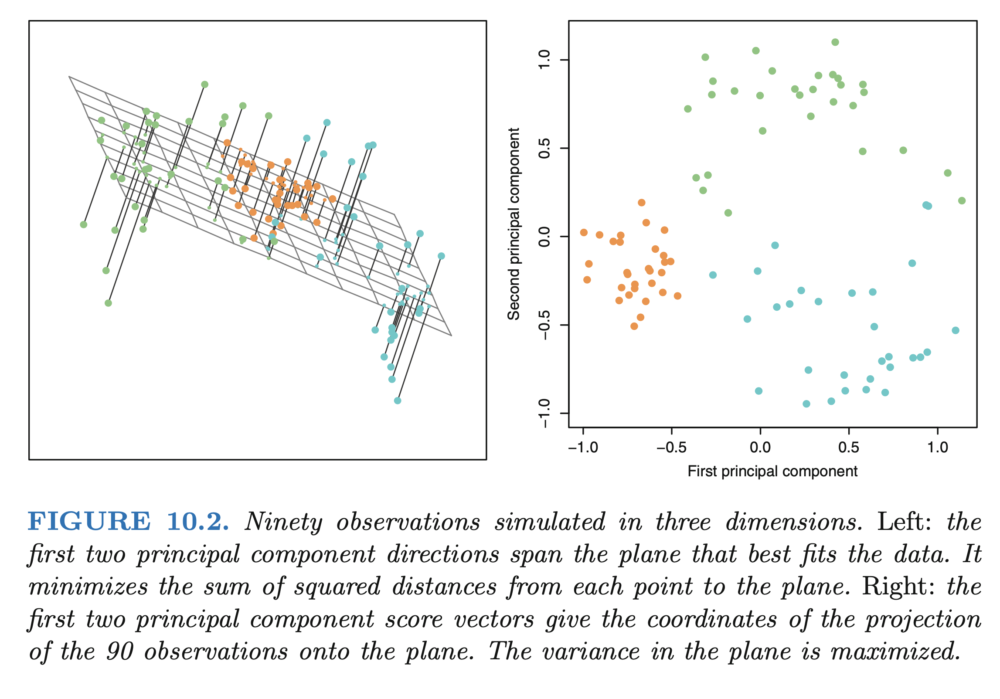 Second principal component
1.0
0.5
0.0
−0.5
−1.0
−1.0 −0.5 0.0 0.5 1.0
First principal component
FIGURE 10.2. Ninety observations simulated in three dimensions. Left: the
first two principal component directions span the plane that best fits the data. It
minimizes the sum of squared distances from each point to the plane. Right: the
first two principal component score vectors give the coordinates of the projection
of the 90 observations onto the plane. The variance in the plane is maximized.